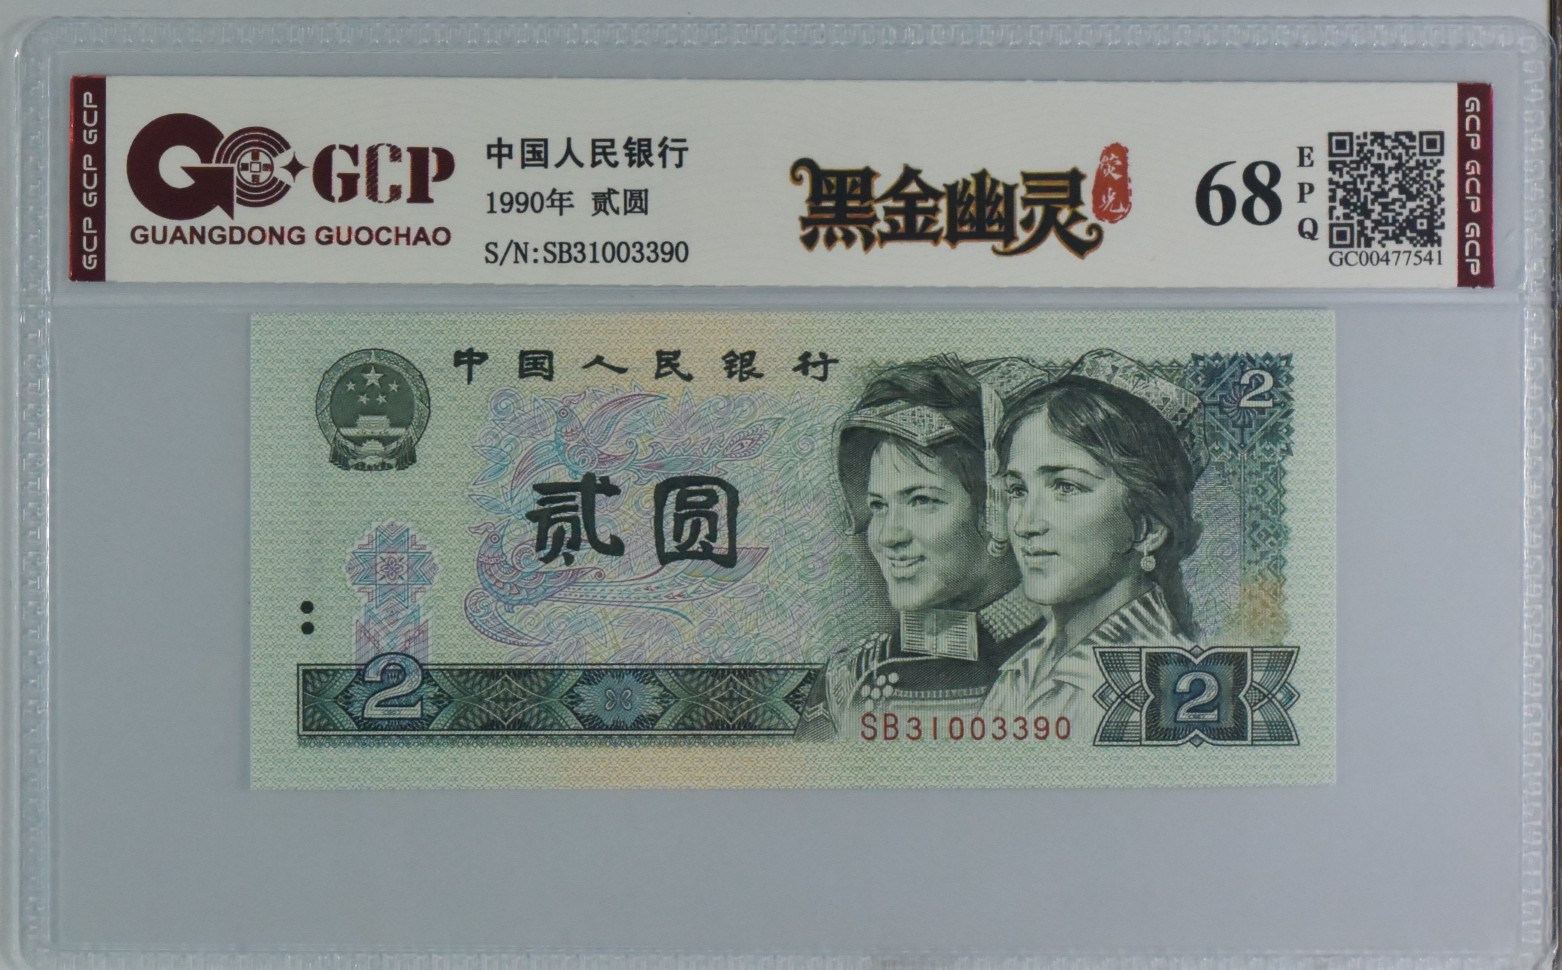 GCP GCP GCP
GCP
GUANGDONG GUOCHAO
中国人民银行
1990年 贰圆
S/N:SB31003390
黑金幽灵
荧光
68
EPQ
GC00477541
GCP GCP GCP
中国人民银行
2
贰圆
2
SB31003390
2